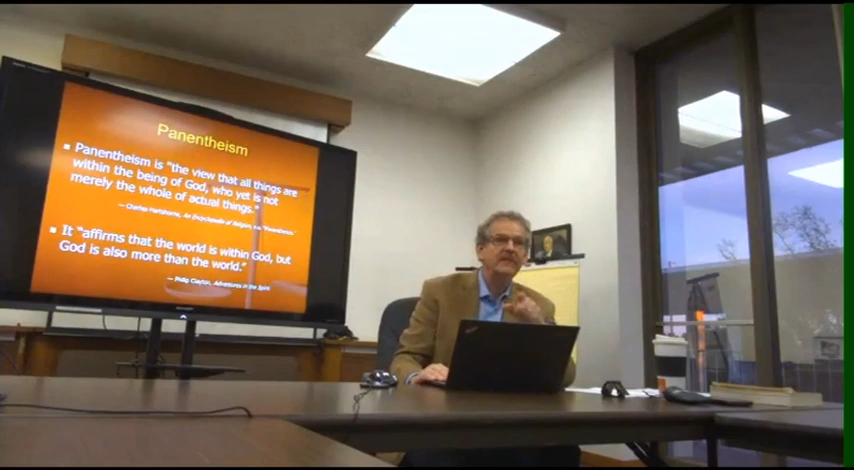 Panentheism
Panentheism is "the view that all things are
within the being of God, who yet is not
merely the whole of actual things."
— Charles Hartshorne, An Encyclopedia of Religion, s.v. "Panentheism."
It "affirms that the world is within God, but
God is also more than the world."
— Philip Clayton, Adventures in the Spirit